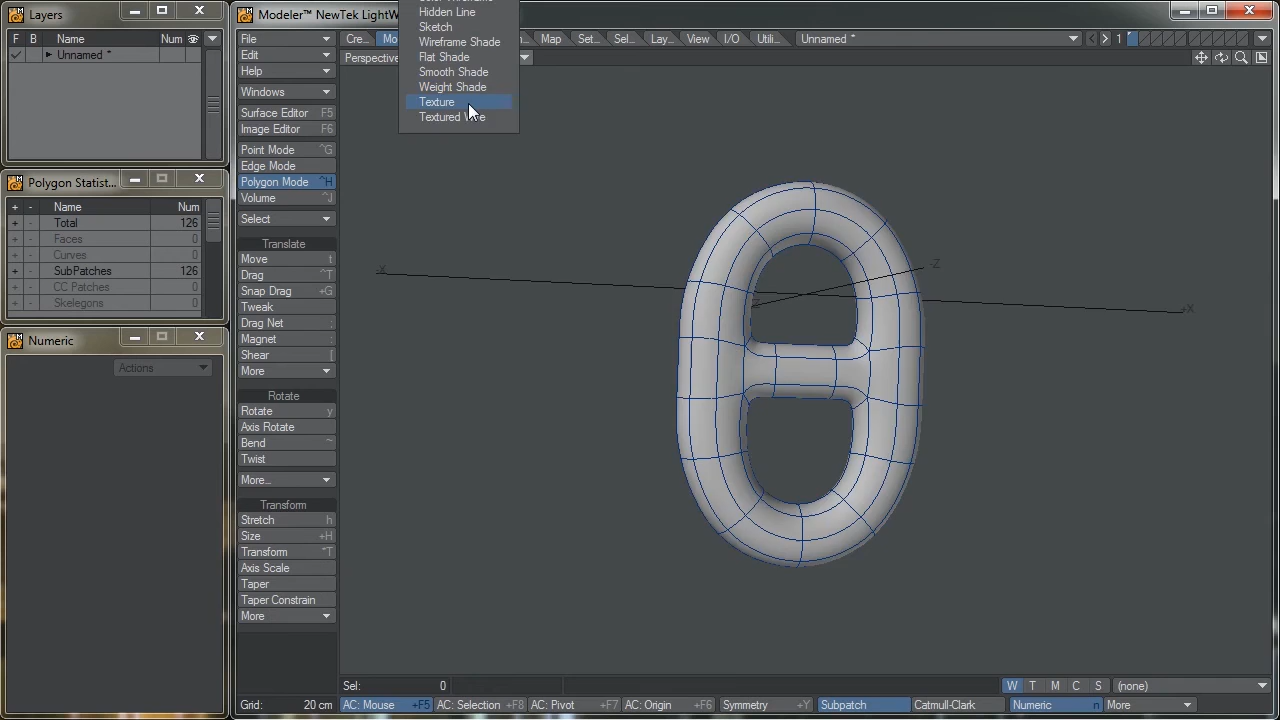 Layers
F B Name Num
Unnamed *
Polygon Statist...
+ - Name Num
+ - Total 126
+ - Faces 0
+ - Curves 0
+ - SubPatches 126
+ - CC Patches 0
+ - Skelegons 0
Numeric
Actions
Modeler™ NewTek LightW
File
Edit
Help
Windows
Surface Editor F5
Image Editor F6
Point Mode ^G
Edge Mode
Polygon Mode ^H
Volume ^J
Select
Translate
Move t
Drag ^T
Snap Drag +G
Tweak
Drag Net ;
Magnet :
Shear [
More
Rotate
Rotate y
Axis Rotate
Bend ~
Twist
More...
Transform
Stretch h
Size +H
Transform ^T
Axis Scale
Taper
Taper Constrain
More
Grid: 20 cm
Cre... Mo Map Set... Sel... Lay... View I/O Utili... Unnamed * 1
Perspective
Hidden Line
Sketch
Wireframe Shade
Flat Shade
Smooth Shade
Weight Shade
Texture
Textured
-X
-Z
+X
Sel: 0
W T M C S (none)
AC: Mouse +F5 AC: Selection +F8 AC: Pivot +F7 AC: Origin +F6 Symmetry +Y Subpatch Catmull-Clark Numeric n More